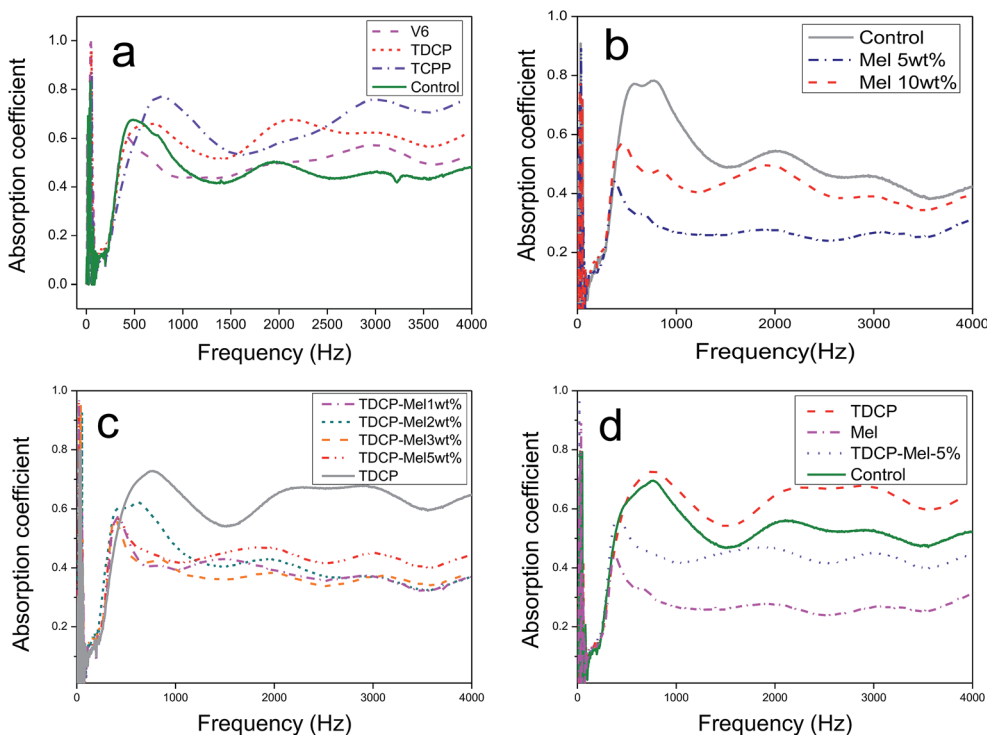 a
V6
TDCP
TCPP
Control
Absorption coefficient
1.0
0.8
0.6
0.4
0.2
0.0
0 500 1000 1500 2000 2500 3000 3500 4000
Frequency (Hz)
b
Control
Mel 5wt%
Mel 10wt%
Absorption coefficient
1.0
0.8
0.6
0.4
0.2
0 1000 2000 3000 4000
Frequency(Hz)
c
TDCP-Mel1wt%
TDCP-Mel2wt%
TDCP-Mel3wt%
TDCP-Mel5wt%
TDCP
Absorption coefficient
1.0
0.8
0.6
0.4
0.2
0 1000 2000 3000 4000
Frequency (Hz)
d
TDCP
Mel
TDCP-Mel-5%
Control
Absorption coefficient
1.0
0.8
0.6
0.4
0.2
0 1000 2000 3000 4000
Frequency (Hz)